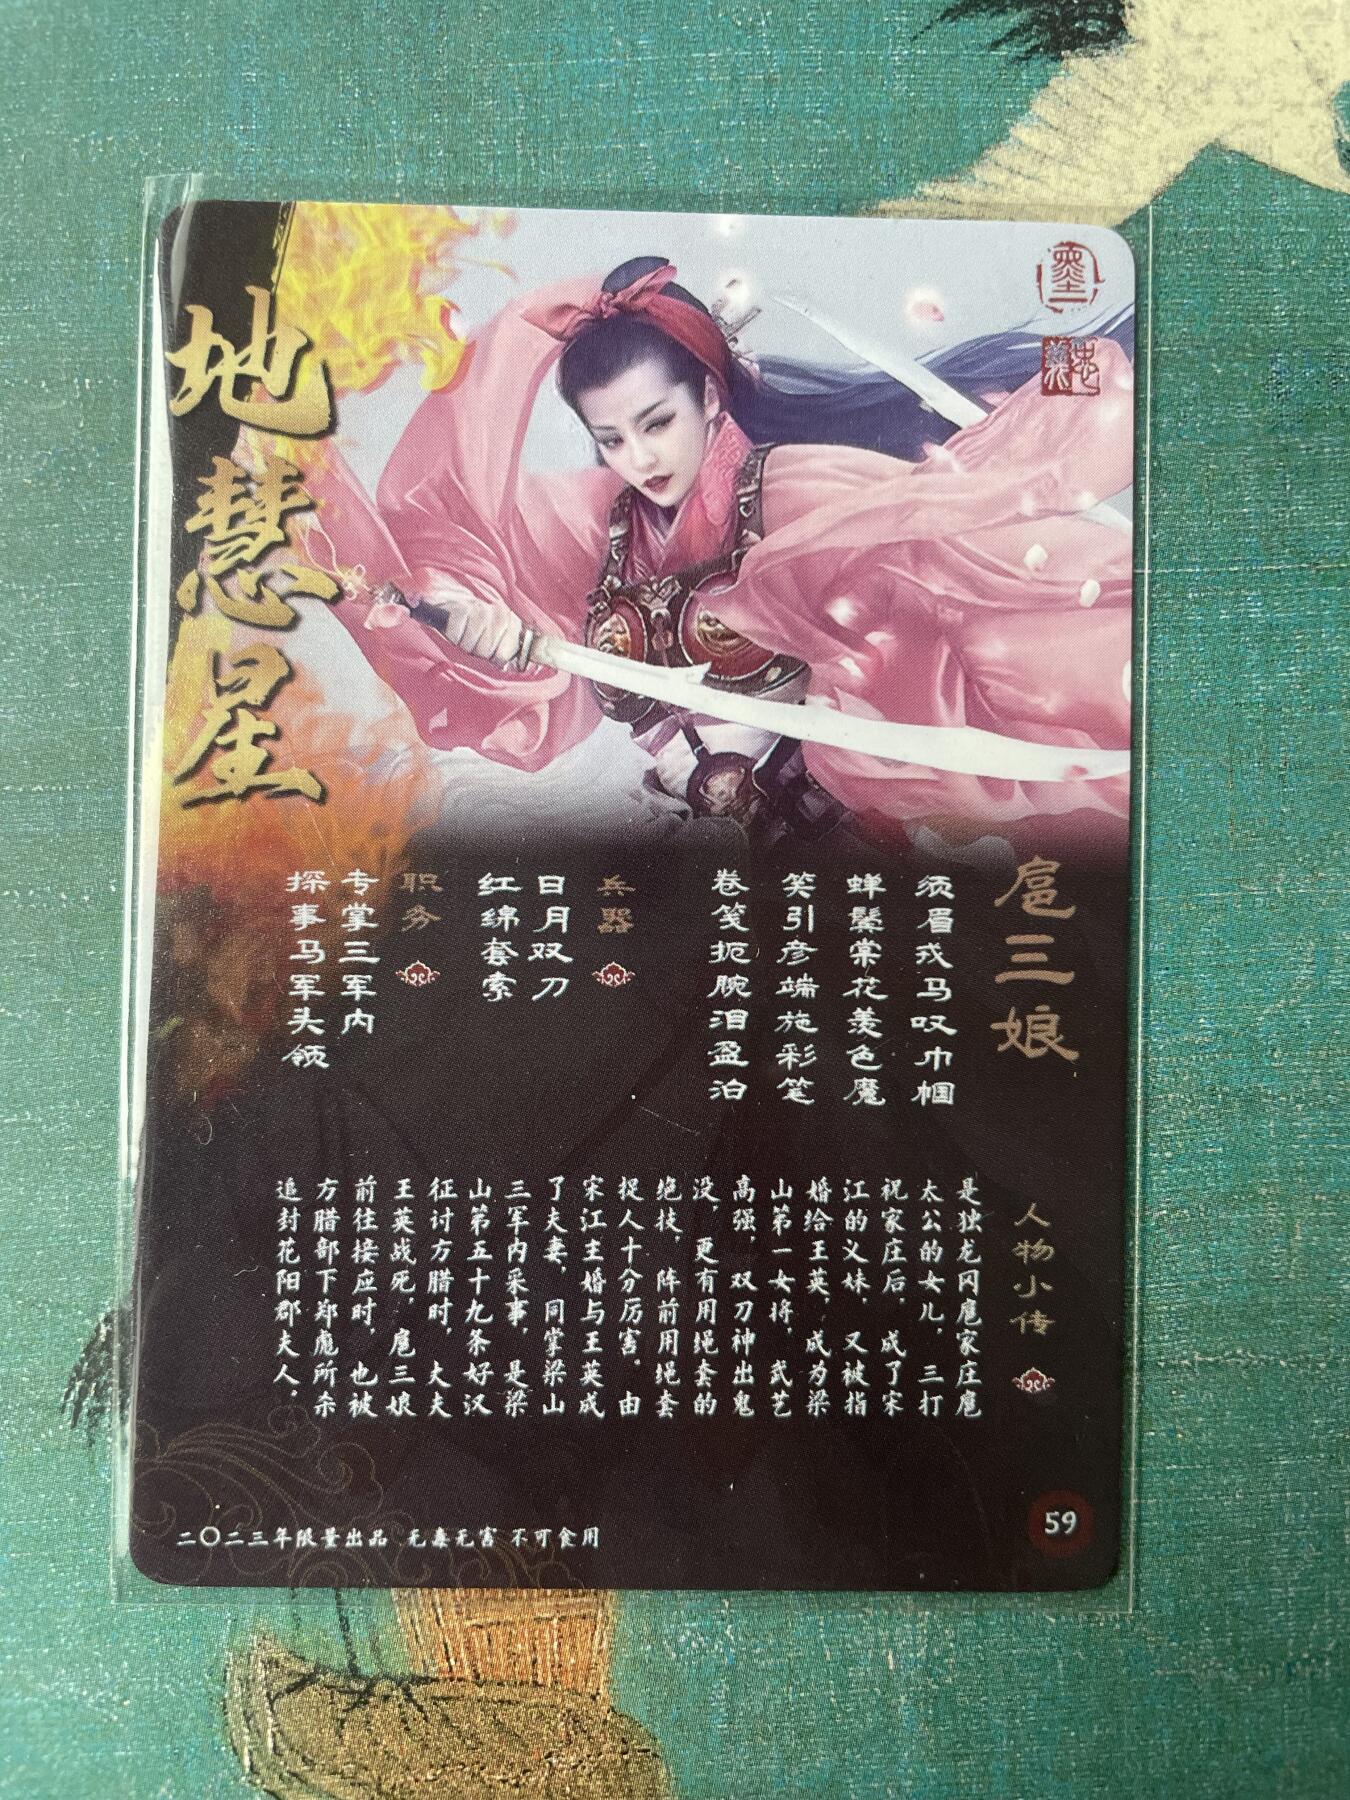 地慧星
扈三娘
须眉戎马叹巾帼
蝉鬓棠花羡色魔
笑引彦端施彩笔
卷笺扼腕泪盈泊
兵器
日月双刀
红绵套索
职务
专掌三军内
探事马军头领
人物小传
是独龙冈扈家庄扈
太公的女儿，三打
祝家庄后，成了宋
江的义妹，又被指
婚给王英，成为梁
山第一女将，武艺
高强，双刀神出鬼
没，更有用绳套的
绝技，阵前用绳套
捉人十分厉害，由
宋江主婚与王英成
了夫妻，同掌梁山
三军内采事，是梁
山第五十九条好汉
征讨方腊时，丈夫
王英战死，扈三娘
前往接应时，也被
方腊部下郑彪所杀
追封花阳郡夫人。
二〇二三年限量出品 无毒无害 不可食用
59